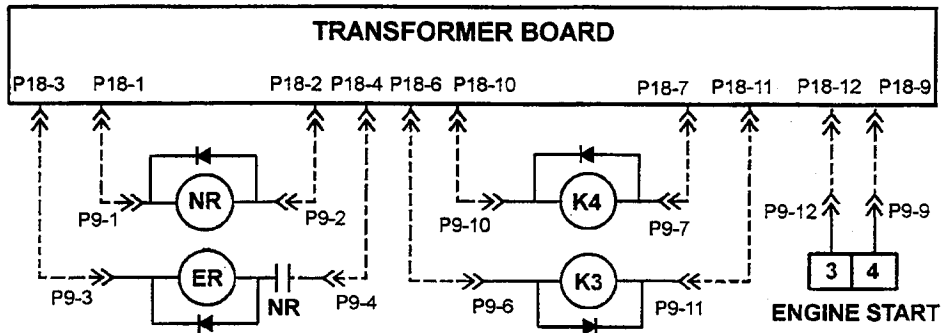 TRANSFORMER BOARD
P18-3 P18-1 P18-2 P18-4 P18-6 P18-10 P18-7 P18-11 P18-12 P18-9
NR K4
P9-1 P9-2 P9-10 P9-7 P9-12 P9-9
ER K3 3 4
P9-3 NR P9-4 P9-6 P9-11
ENGINE START